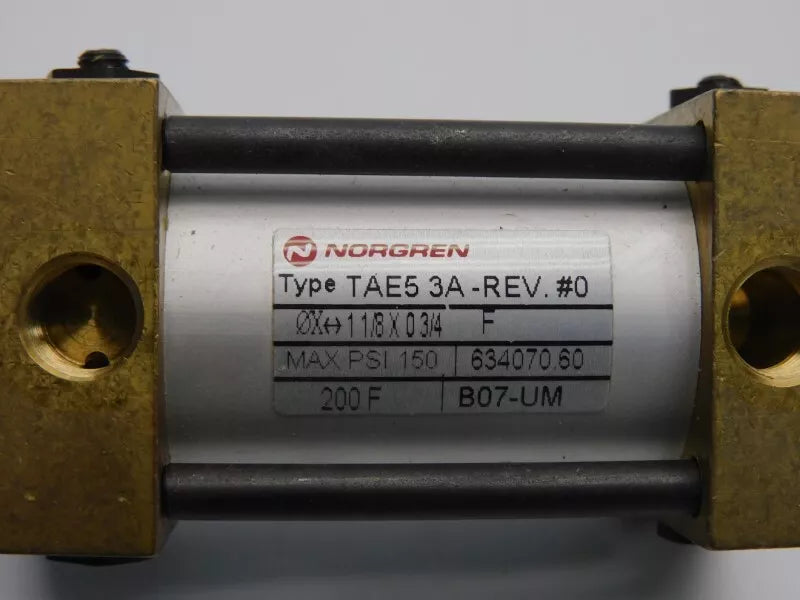 NORGREN
Type TAE5 3A -REV. #0
ØX↔ 1 1/8 X 0 3/4 F
MAX PSI 150 634070.60
200 F B07-UM